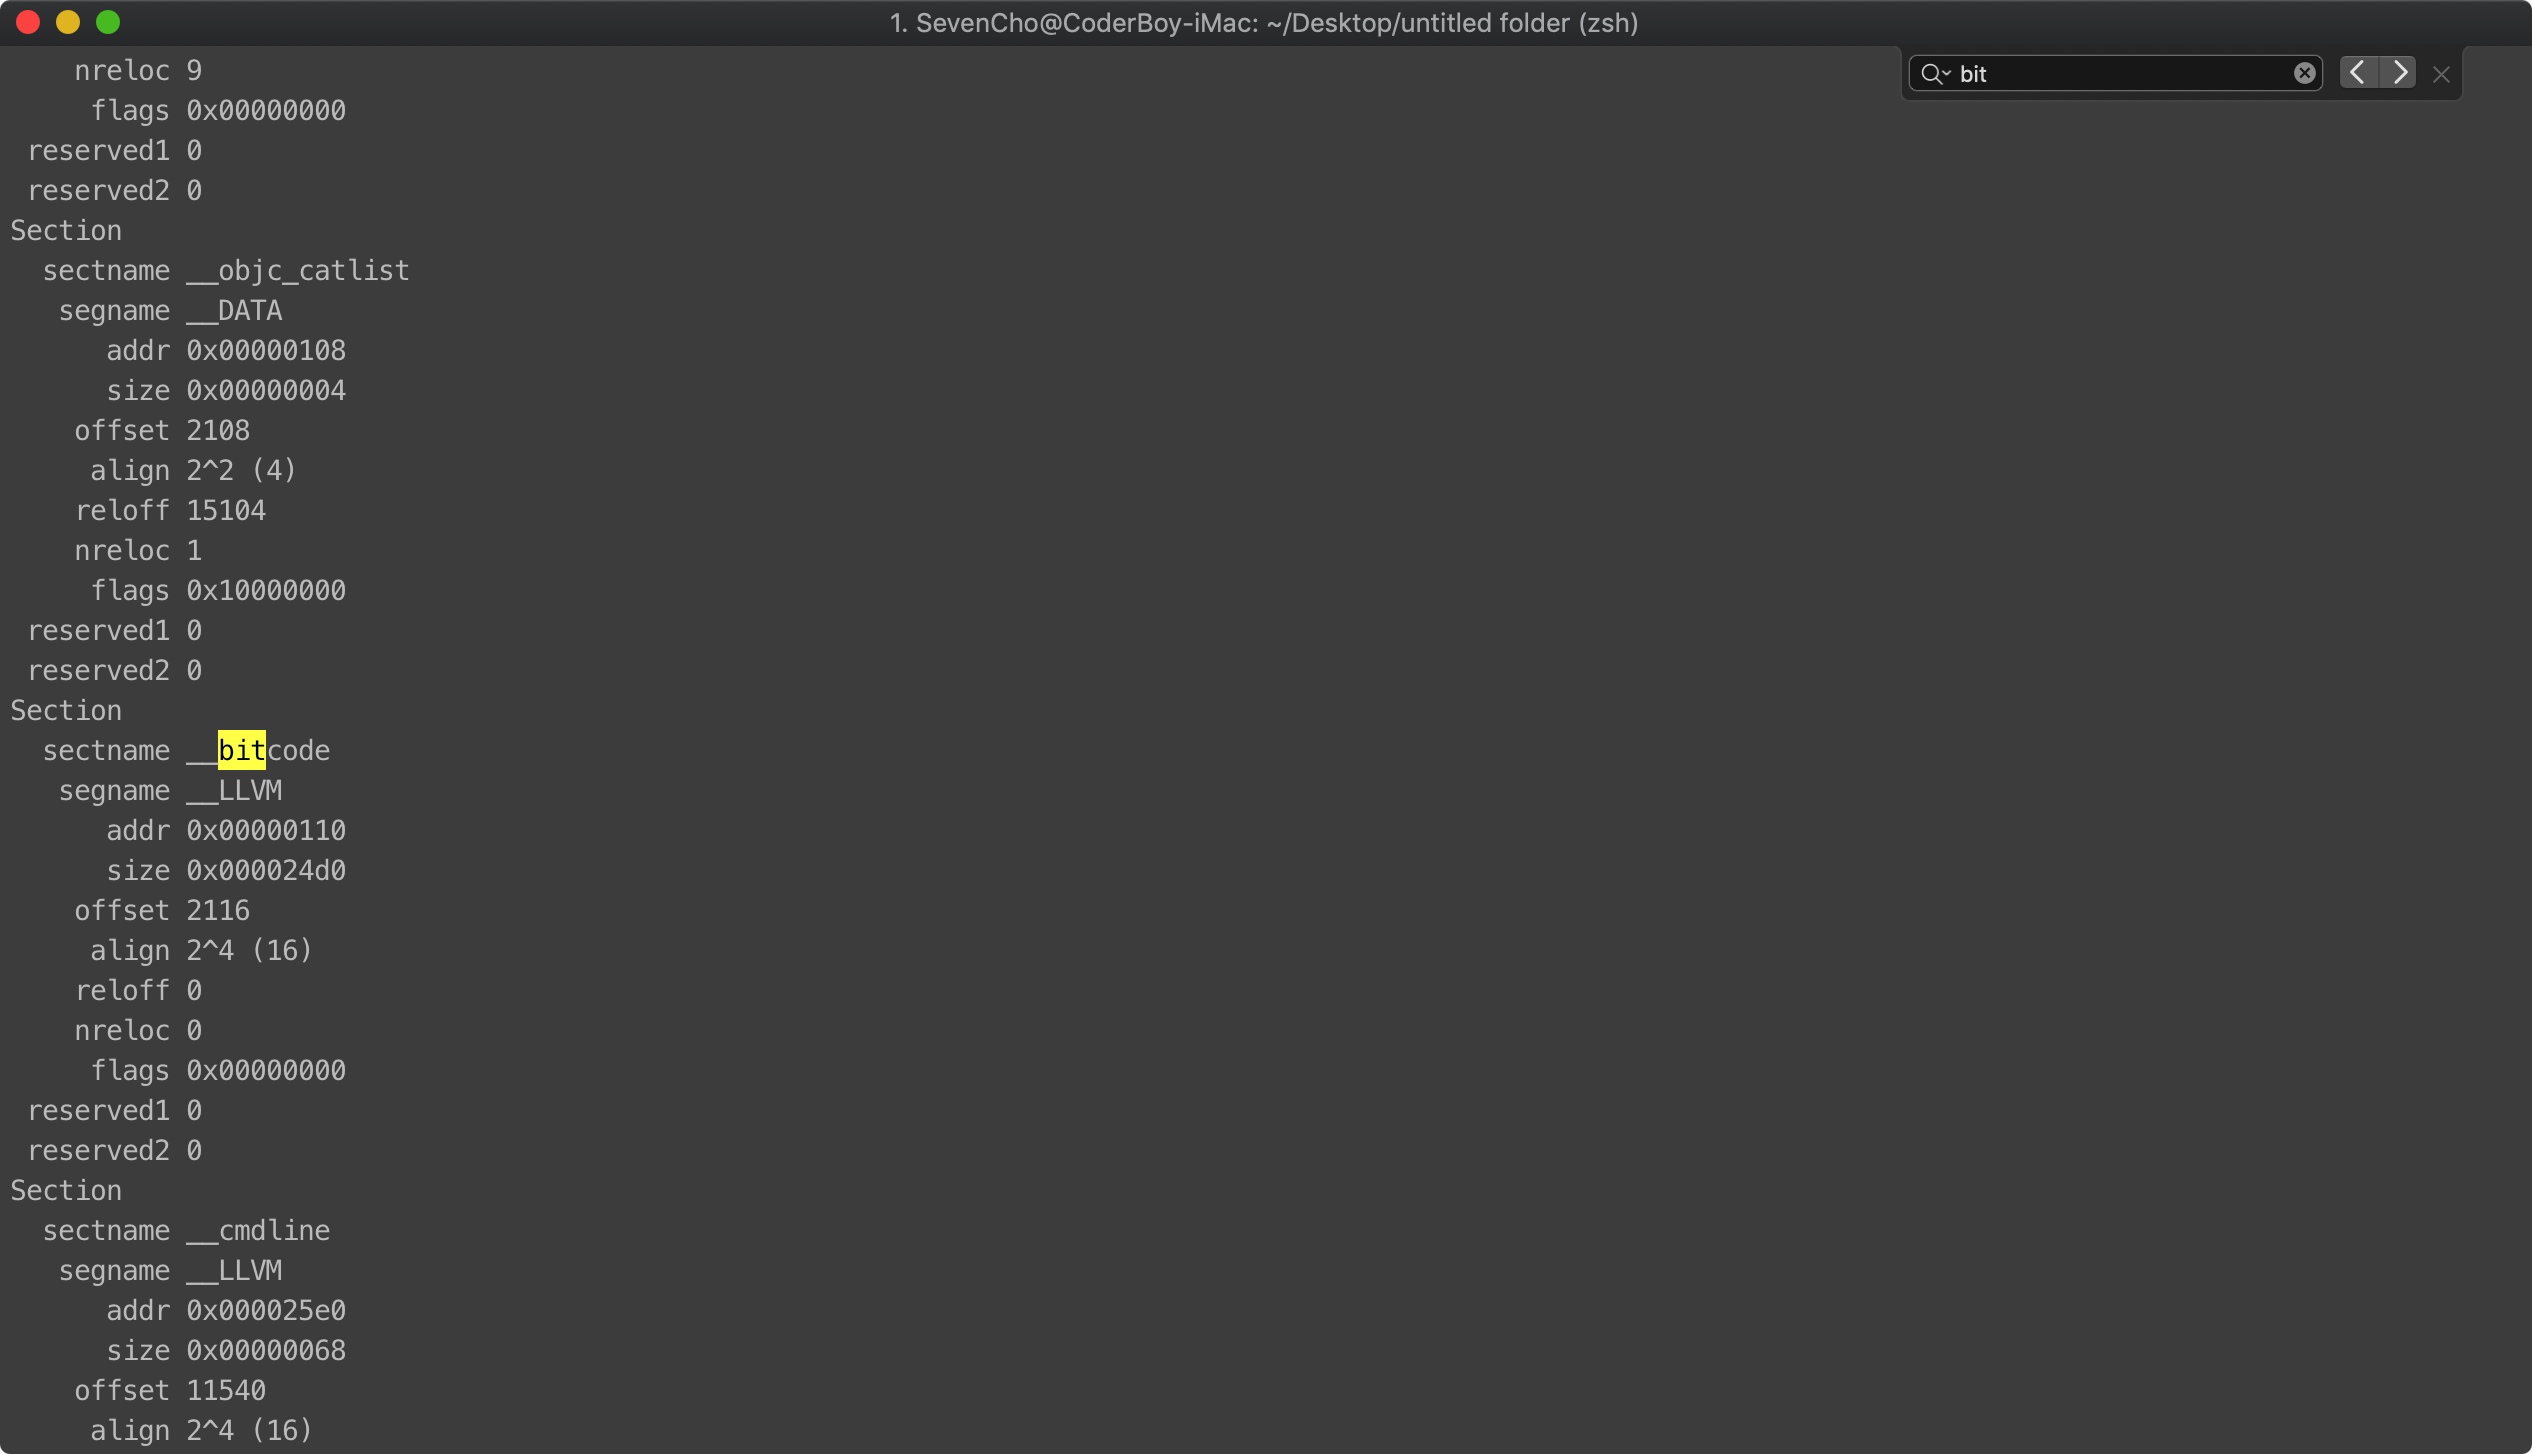 1. SevenCho@CoderBoy-iMac: ~/Desktop/untitled folder (zsh)
bit
nreloc 9
flags 0x00000000
reserved1 0
reserved2 0
Section
sectname __objc_catlist
segname __DATA
addr 0x00000108
size 0x00000004
offset 2108
align 2^2 (4)
reloff 15104
nreloc 1
flags 0x10000000
reserved1 0
reserved2 0
Section
sectname __bitcode
segname __LLVM
addr 0x00000110
size 0x000024d0
offset 2116
align 2^4 (16)
reloff 0
nreloc 0
flags 0x00000000
reserved1 0
reserved2 0
Section
sectname __cmdline
segname __LLVM
addr 0x000025e0
size 0x00000068
offset 11540
align 2^4 (16)